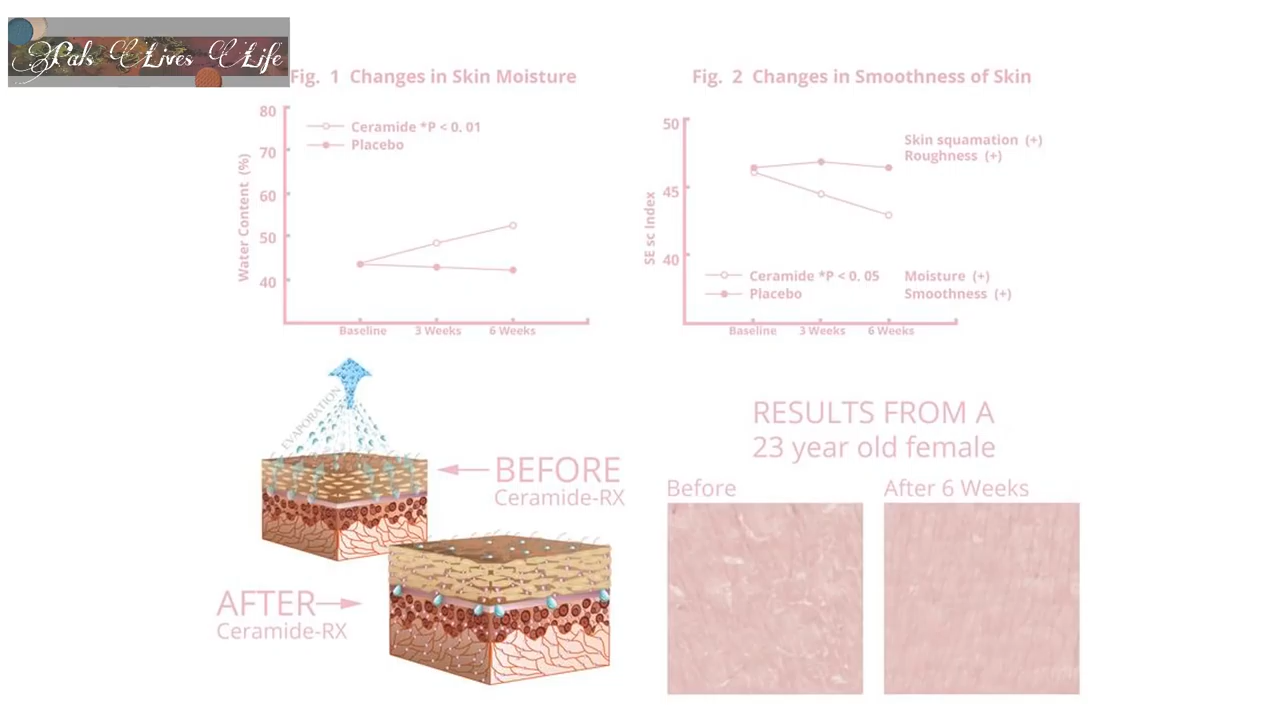 Pals Lives Life
Fig. 1 Changes in Skin Moisture
80
70
60
50
40
Water Content (%)
Ceramide *P < 0. 01
Placebo
Baseline
3 Weeks
6 Weeks
Fig. 2 Changes in Smoothness of Skin
50
45
40
SE sc Index
Skin squamation (+)
Roughness (+)
Ceramide *P < 0. 05
Placebo
Moisture (+)
Smoothness (+)
Baseline
3 Weeks
6 Weeks
EVAPORATION
BEFORE
Ceramide-RX
AFTER
Ceramide-RX
RESULTS FROM A
23 year old female
Before
After 6 Weeks